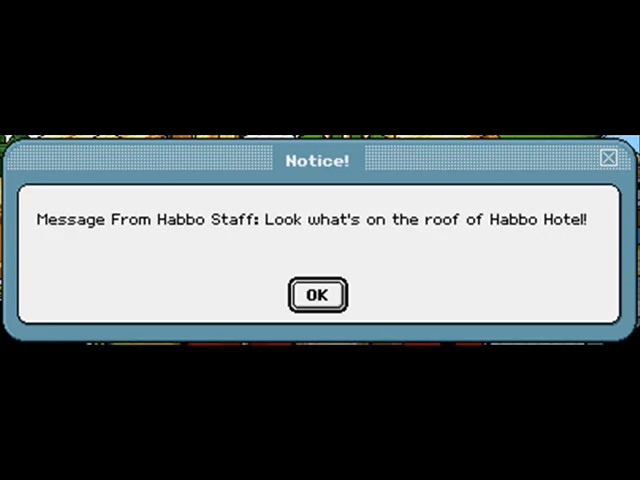 Notice!
Message From Habbo Staff: Look what's on the roof of Habbo Hotel!
OK